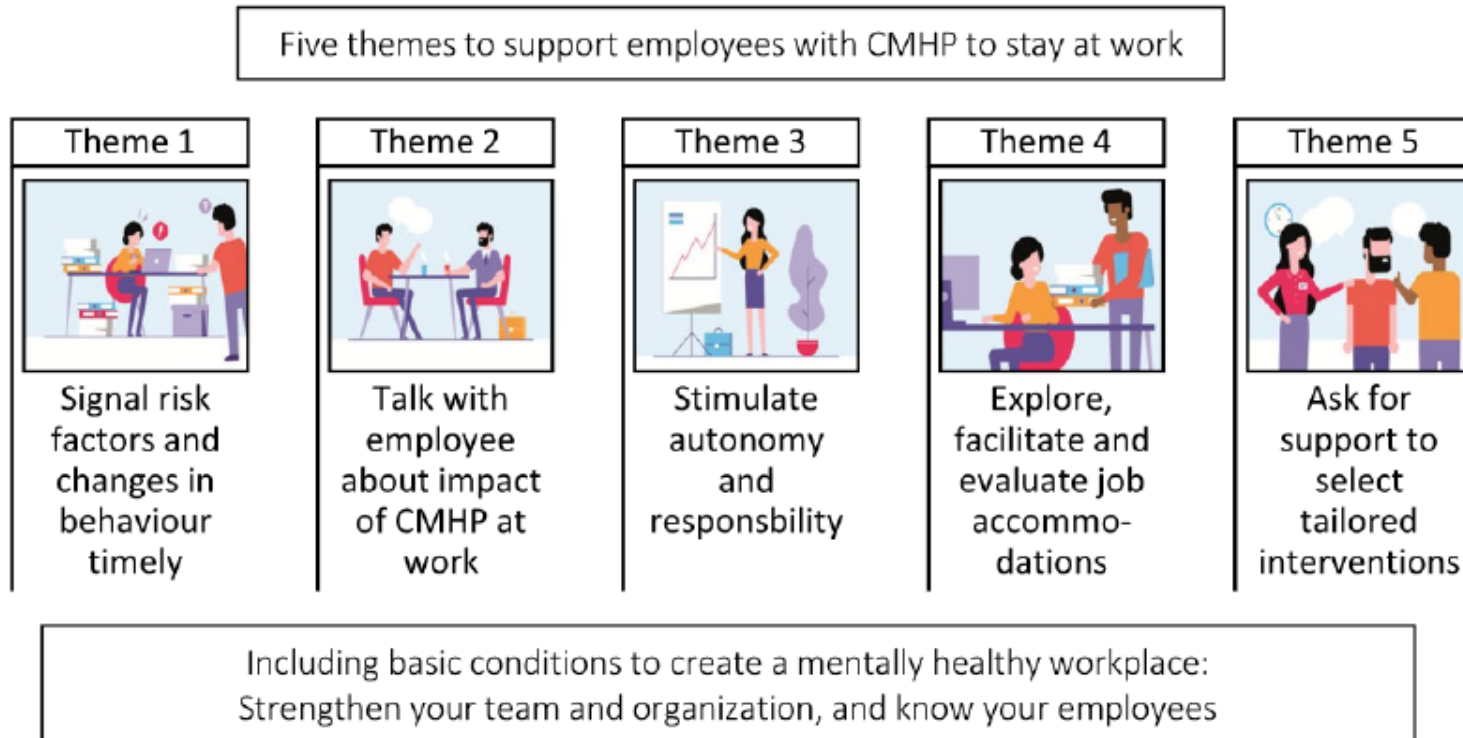 Five themes to support employees with CMHP to stay at work
Theme 1
Signal risk
factors and
changes in
behaviour
timely
Theme 2
Talk with
employee
about impact
of CMHP at
work
Theme 3
Stimulate
autonomy
and
responsbility
Theme 4
Explore,
facilitate and
evaluate job
accommo-
dations
Theme 5
Ask for
support to
select
tailored
interventions
Including basic conditions to create a mentally healthy workplace:
Strengthen your team and organization, and know your employees